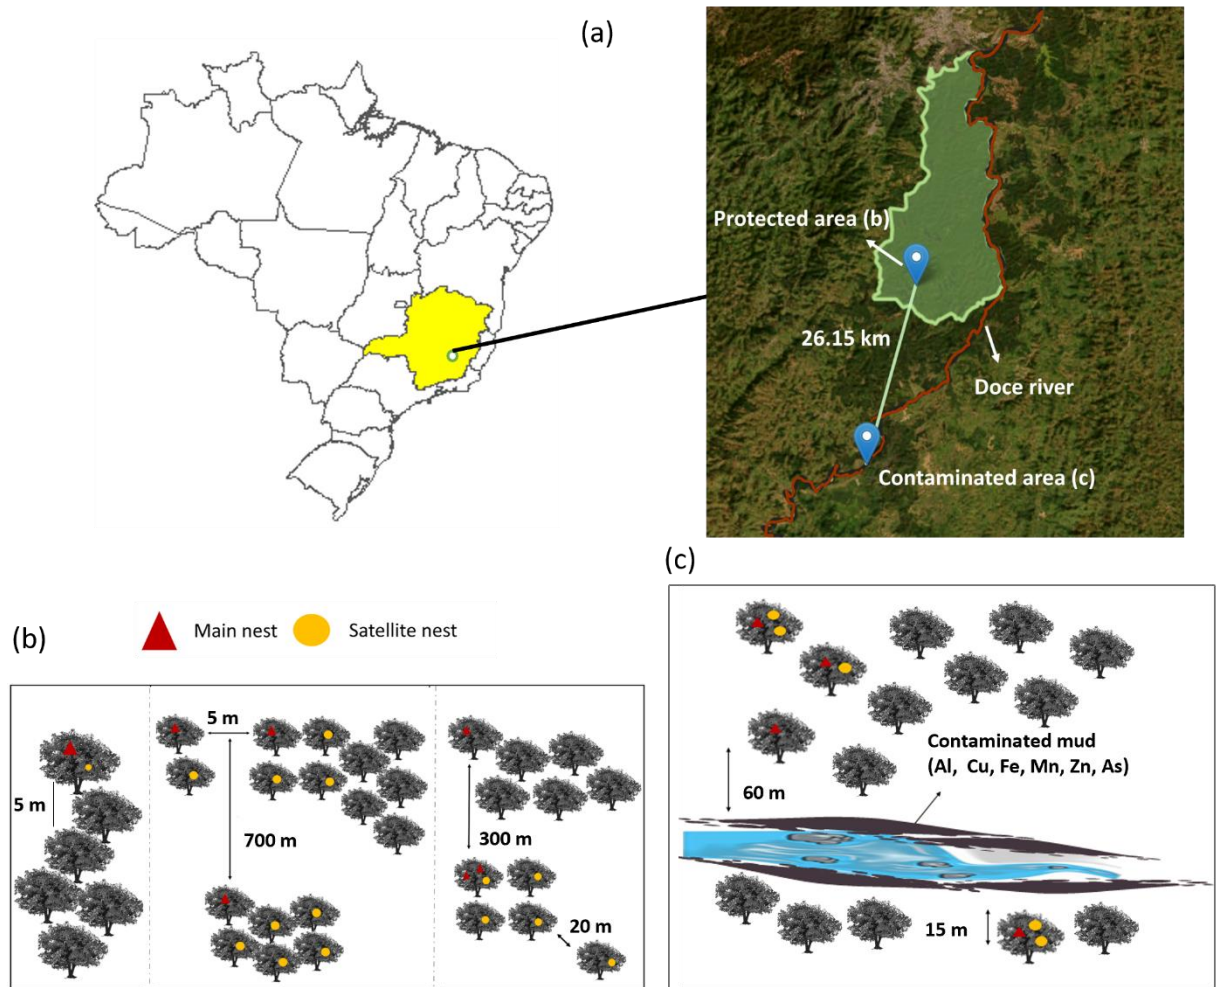 (a)
Protected area (b)
26.15 km
Doce river
Contaminated area (c)
(b)
Main nest
Satellite nest
5 m
5 m
700 m
300 m
20 m
(c)
Contaminated mud
(Al, Cu, Fe, Mn, Zn, As)
60 m
15 m